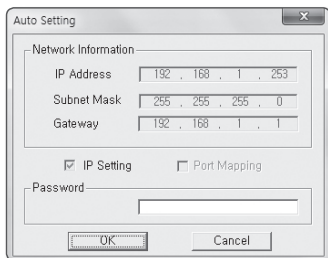 Auto Setting
Network Information
IP Address 192 . 168 . 1 . 253
Subnet Mask 255 . 255 . 255 . 0
Gateway 192 . 168 . 1 . 1
IP Setting Port Mapping
Password
OK Cancel